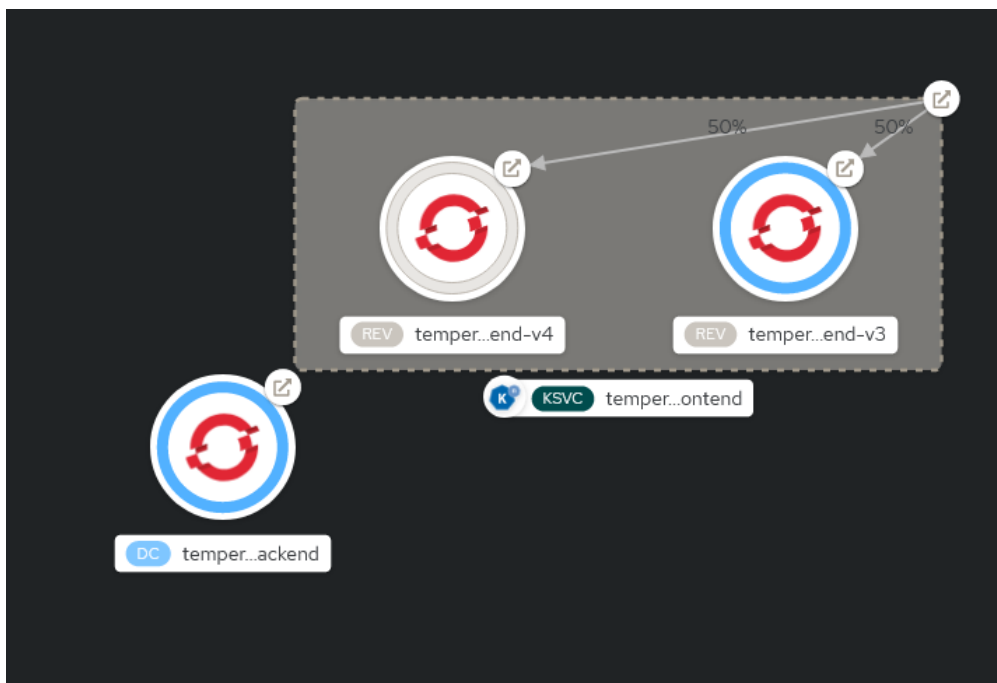 50% 50%
REV temper...end-v4
REV temper...end-v3
K KSVC temper...ontend
DC temper...ackend